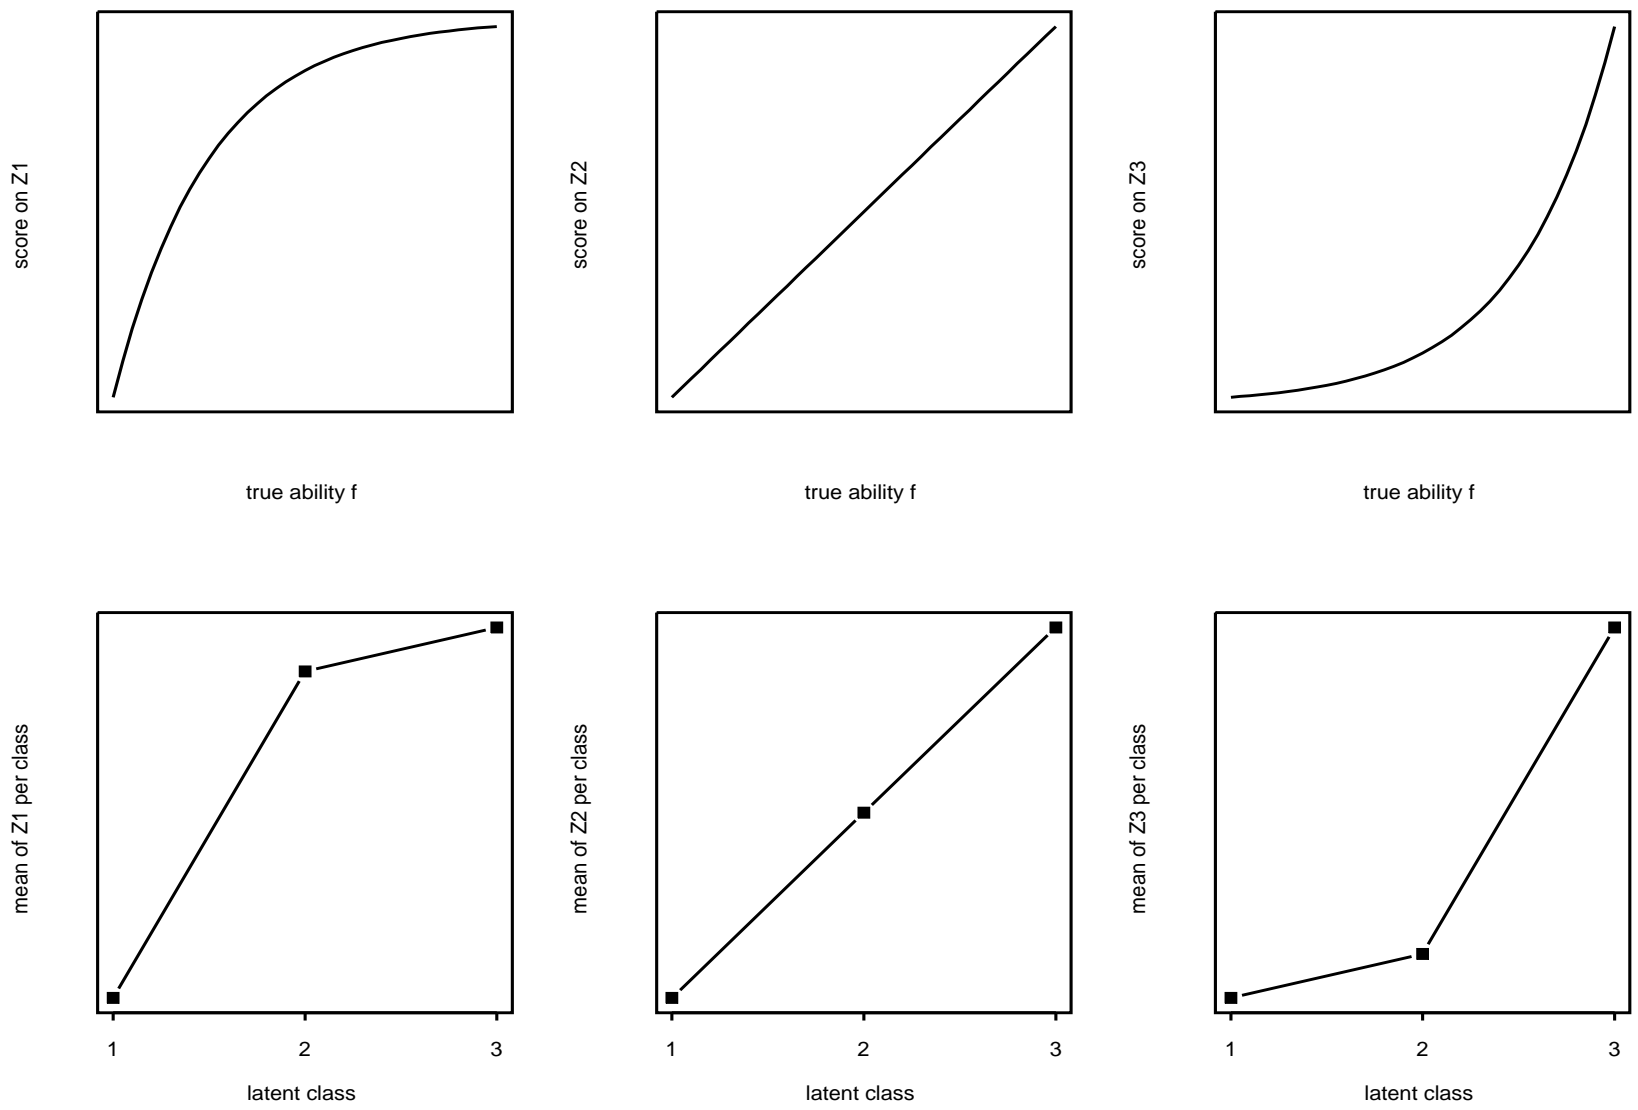 score on Z1
score on Z2
score on Z3
true ability f
true ability f
true ability f
mean of Z1 per class
mean of Z2 per class
mean of Z3 per class
1 2 3
1 2 3
1 2 3
latent class
latent class
latent class